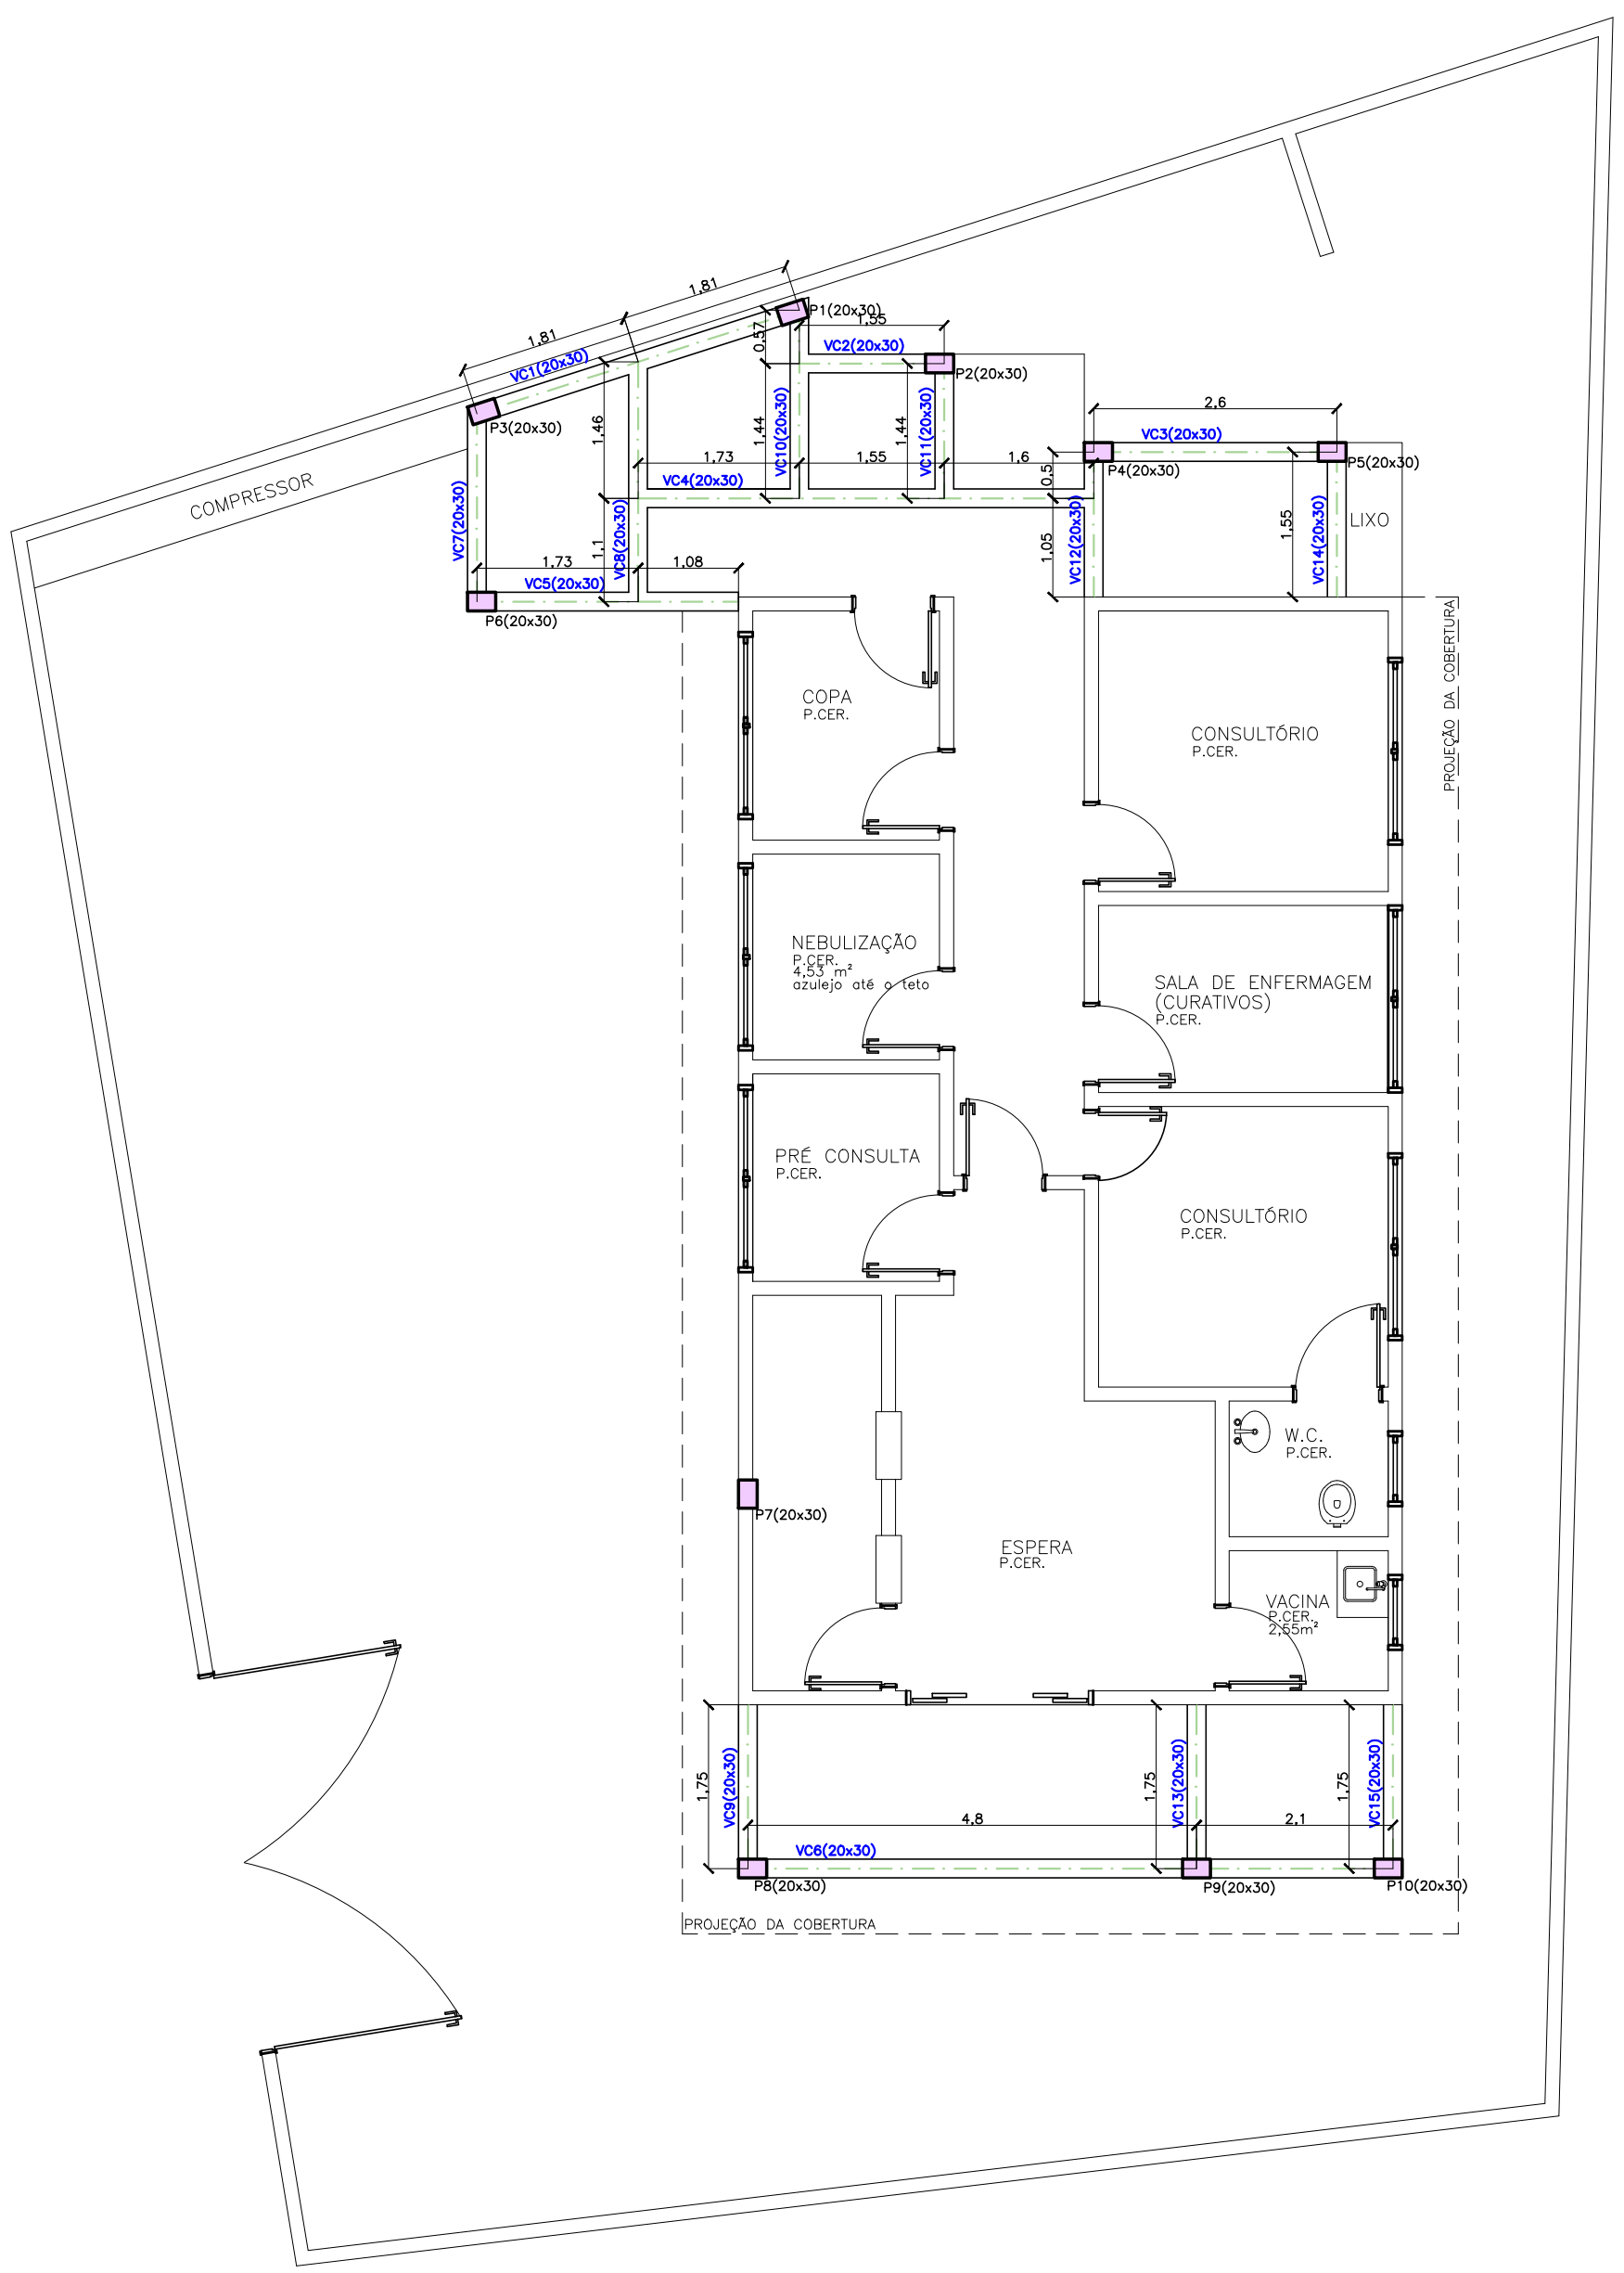 1,81
1,81
P1(20x30)
1,55
0,57
VC1(20x30)
VC2(20x30)
P2(20x30)
P3(20x30)
1,46
1,44
VC10(20x30)
1,44
VC11(20x30)
2,6
VC3(20x30)
P4(20x30)
P5(20x30)
1,73
1,55
1,6
0,5
VC4(20x30)
COMPRESSOR
VC7(20x30)
VC8(20x30)
1,1
VC12(20x30)
1,05
1,55
VC14(20x30)
LIXO
1,73
1,08
VC5(20x30)
P6(20x30)
PROJEÇÃO DA COBERTURA
COPA
P.CER.
CONSULTÓRIO
P.CER.
NEBULIZAÇÃO
P.CER.
4,53 m²
azulejo até o teto
SALA DE ENFERMAGEM
(CURATIVOS)
P.CER.
PRÉ CONSULTA
P.CER.
CONSULTÓRIO
P.CER.
W.C.
P.CER.
P7(20x30)
ESPERA
P.CER.
VACINA
P.CER.
2,55m²
1,75
VC9(20x30)
1,75
VC13(20x30)
1,75
VC15(20x30)
4,8
2,1
VC6(20x30)
P8(20x30)
P9(20x30)
P10(20x30)
PROJEÇÃO DA COBERTURA